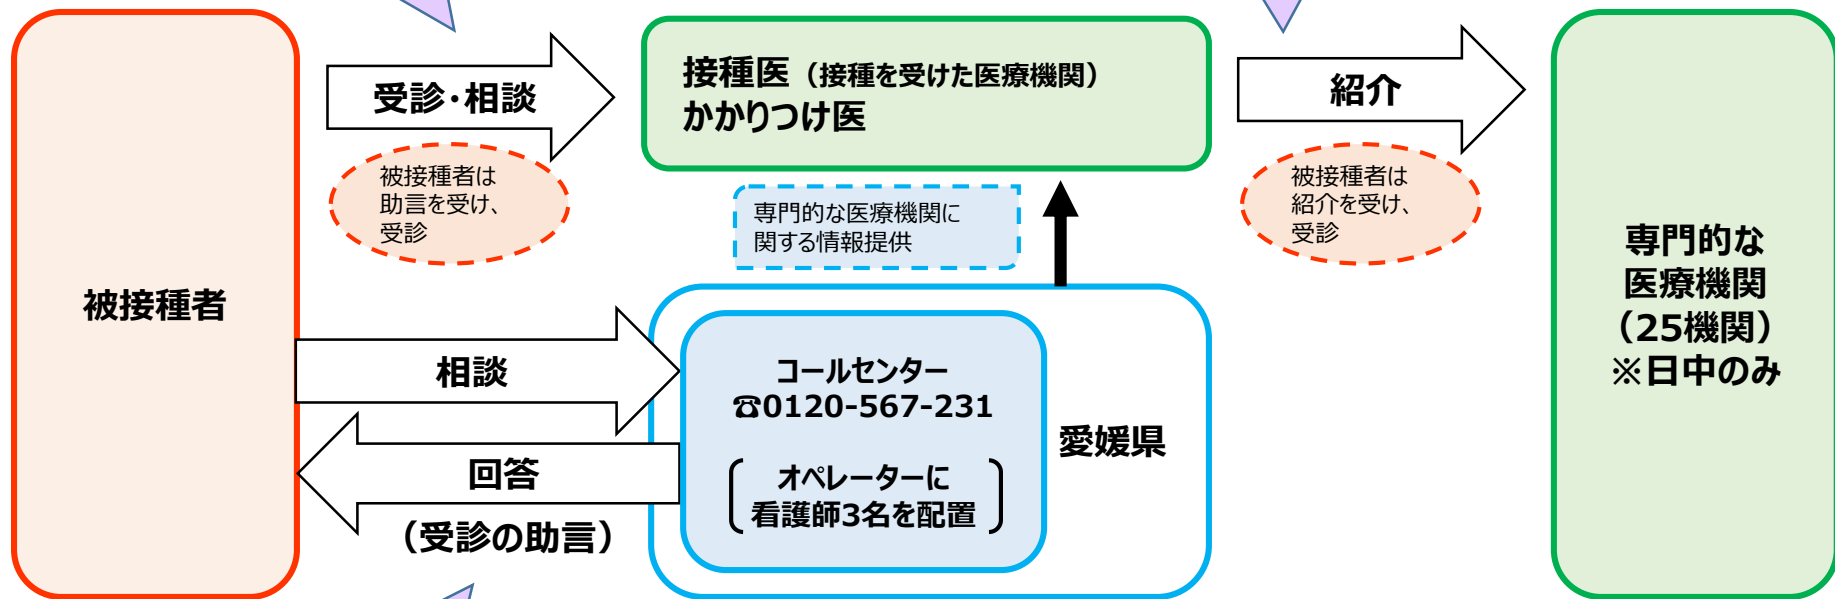 被接種者
受診･相談
被接種者は
助言を受け、
受診
接種医（接種を受けた医療機関）
かかりつけ医
紹介
被接種者は
紹介を受け、
受診
専門的な医療機関に
関する情報提供
専門的な
医療機関
（25機関）
※日中のみ
相談
回答
（受診の助言）
コールセンター
☎0120-567-231
オペレーターに
看護師3名を配置
愛媛県